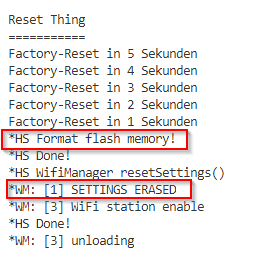 Reset Thing
===========
Factory-Reset in 5 Sekunden
Factory-Reset in 4 Sekunden
Factory-Reset in 3 Sekunden
Factory-Reset in 2 Sekunden
Factory-Reset in 1 Sekunden
*HS Format flash memory!
*HS Done!
*HS WifiManager resetSettings()
*WM: [1] SETTINGS ERASED
*WM: [3] WiFi station enable
*HS Done!
*WM: [3] unloading